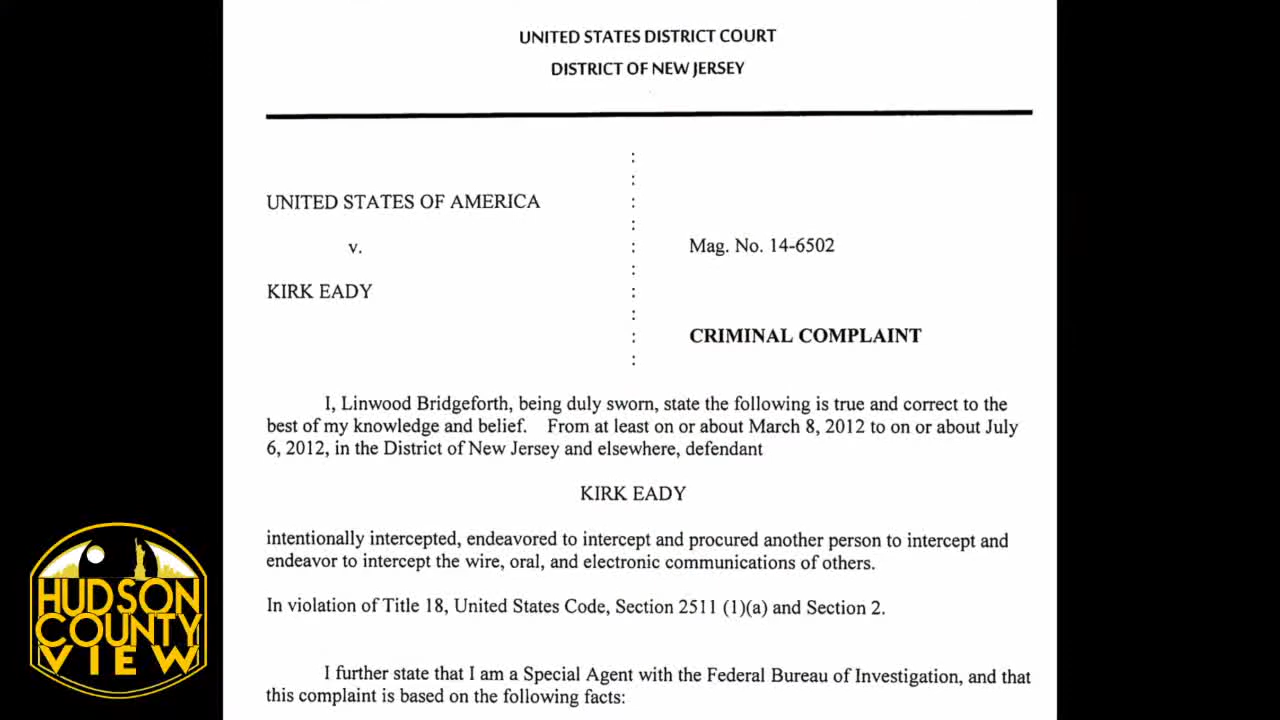 UNITED STATES DISTRICT COURT
DISTRICT OF NEW JERSEY
UNITED STATES OF AMERICA
v.
KIRK EADY
:
:
:
:
:
:
:
:
:
:
Mag. No. 14-6502
CRIMINAL COMPLAINT
I, Linwood Bridgeforth, being duly sworn, state the following is true and correct to the
best of my knowledge and belief. From at least on or about March 8, 2012 to on or about July
6, 2012, in the District of New Jersey and elsewhere, defendant
KIRK EADY
intentionally intercepted, endeavored to intercept and procured another person to intercept and
endeavor to intercept the wire, oral, and electronic communications of others.
In violation of Title 18, United States Code, Section 2511 (1)(a) and Section 2.
I further state that I am a Special Agent with the Federal Bureau of Investigation, and that
this complaint is based on the following facts:
HUDSON
COUNTY
VIEW